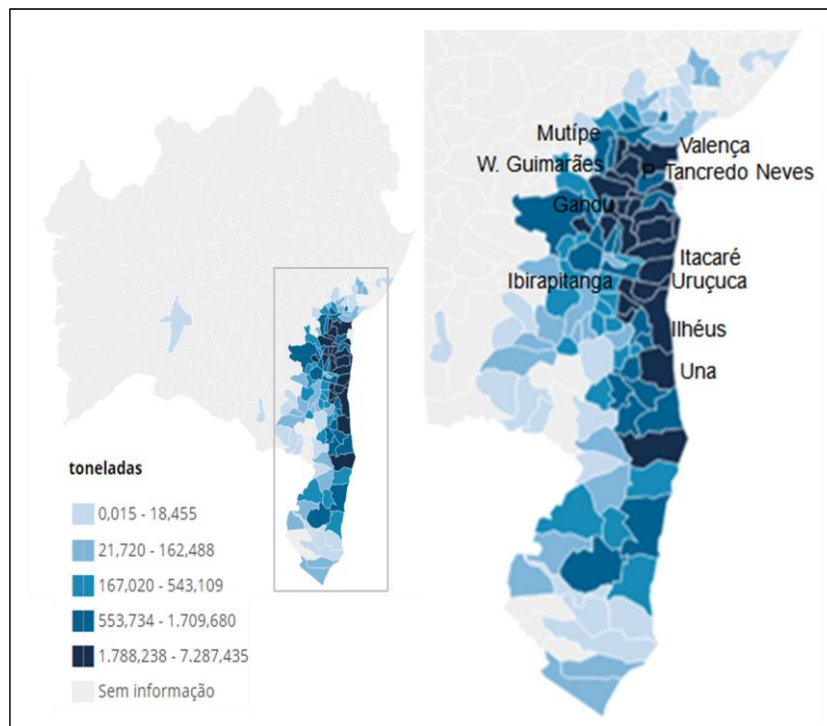 toneladas
0,015 - 18,455
21,720 - 162,488
167,020 - 543,109
553,734 - 1.709,680
1.788,238 - 7.287,435
Sem informação
Mutípe
Valença
W. Guimarães
P. Tancredo Neves
Gandu
Itacaré
Ibirapitanga
Uruçuca
Ilhéus
Una